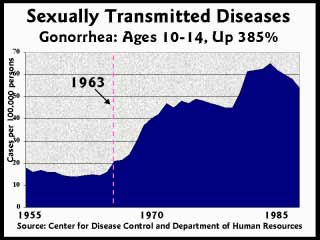 Sexually Transmitted Diseases
Gonorrhea: Ages 10-14, Up 385%
Cases per 100,000 persons
70
60
50
40
30
20
10
0
1963
1955 1970 1985
Source: Center for Disease Control and Department of Human Resources